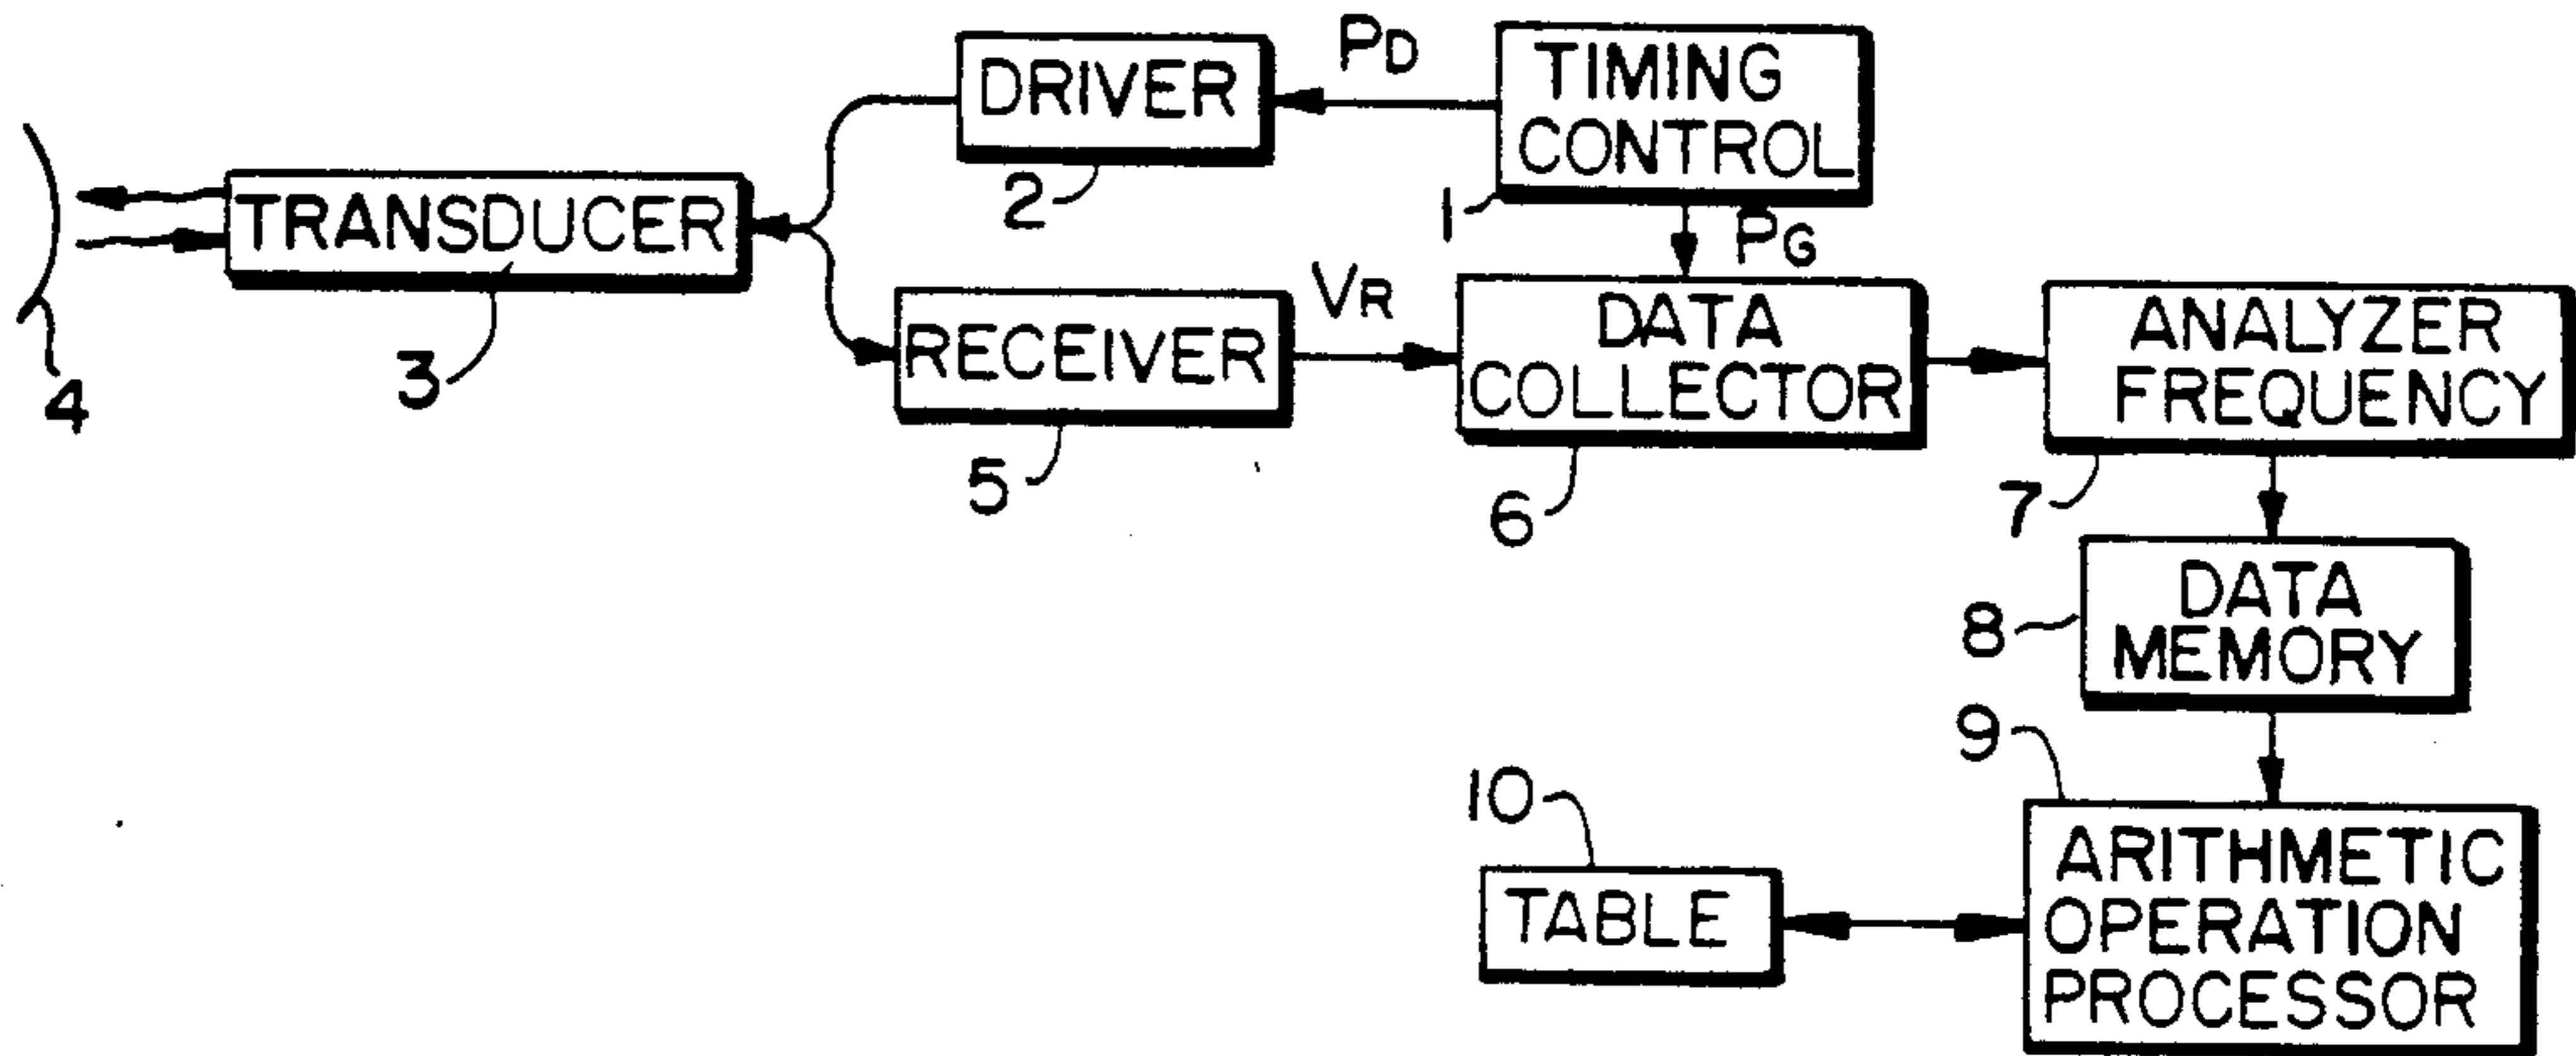 PD
TIMING
CONTROL
1
DRIVER
2
PG
TRANSDUCER
3
4
VR
RECEIVER
5
DATA
COLLECTOR
6
ANALYZER
FREQUENCY
7
DATA
MEMORY
8
9
ARITHMETIC
OPERATION
PROCESSOR
10
TABLE